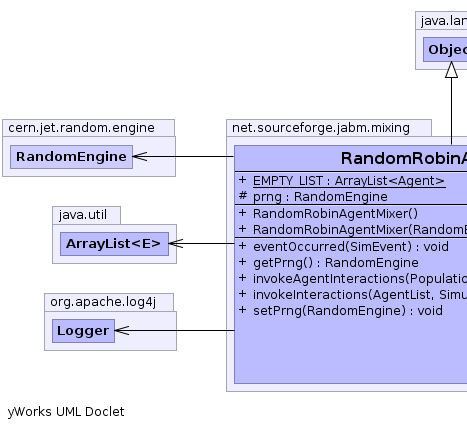 java.lan
Objec
cern.jet.random.engine
RandomEngine
net.sourceforge.jabm.mixing
RandomRobinA
+ EMPTY_LIST : ArrayList<Agent>
# prng : RandomEngine
+ RandomRobinAgentMixer()
+ RandomRobinAgentMixer(RandomE
+ eventOccurred(SimEvent) : void
+ getPrng() : RandomEngine
+ invokeAgentInteractions(Populatio
+ invokeInteractions(AgentList, Simu
+ setPrng(RandomEngine) : void
java.util
ArrayList<E>
org.apache.log4j
Logger
yWorks UML Doclet